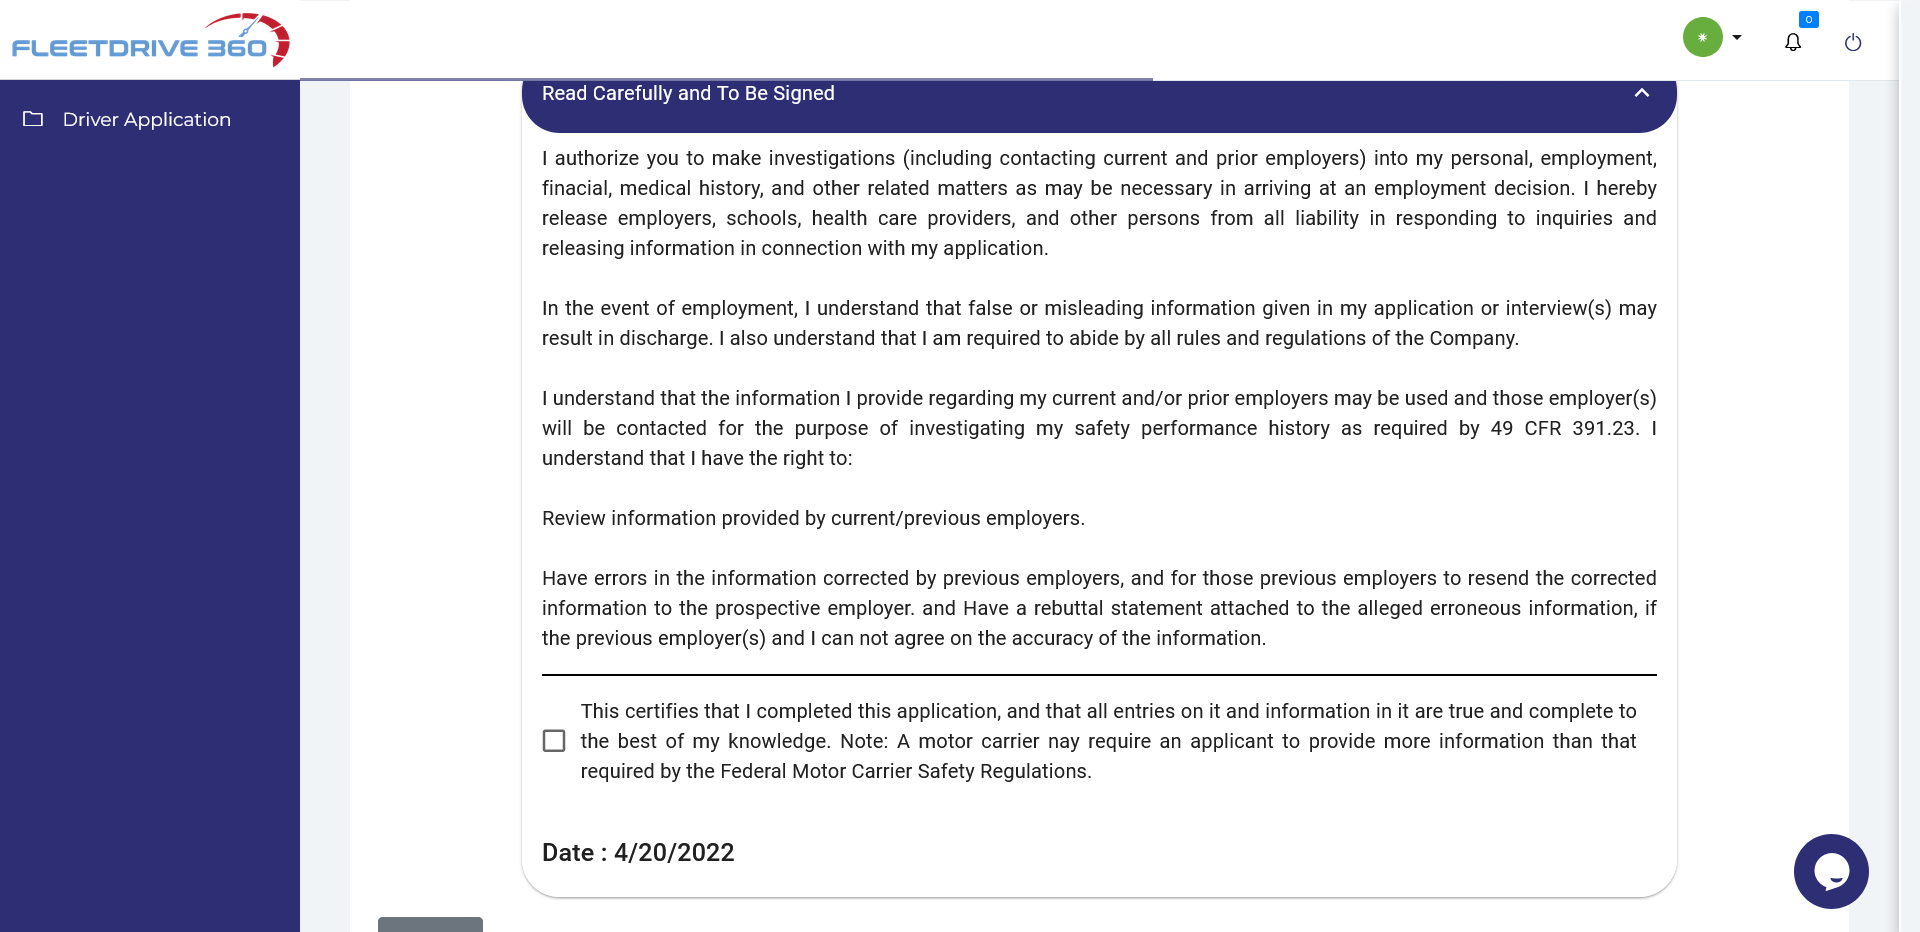 FLEETDRIVE 360
0
Driver Application
Read Carefully and To Be Signed
I authorize you to make investigations (including contacting current and prior employers) into my personal, employment,
finacial, medical history, and other related matters as may be necessary in arriving at an employment decision. I hereby
release employers, schools, health care providers, and other persons from all liability in responding to inquiries and
releasing information in connection with my application.
In the event of employment, I understand that false or misleading information given in my application or interview(s) may
result in discharge. I also understand that I am required to abide by all rules and regulations of the Company.
I understand that the information I provide regarding my current and/or prior employers may be used and those employer(s)
will be contacted for the purpose of investigating my safety performance history as required by 49 CFR 391.23. I
understand that I have the right to:
Review information provided by current/previous employers.
Have errors in the information corrected by previous employers, and for those previous employers to resend the corrected
information to the prospective employer. and Have a rebuttal statement attached to the alleged erroneous information, if
the previous employer(s) and I can not agree on the accuracy of the information.
This certifies that I completed this application, and that all entries on it and information in it are true and complete to
the best of my knowledge. Note: A motor carrier nay require an applicant to provide more information than that
required by the Federal Motor Carrier Safety Regulations.
Date : 4/20/2022